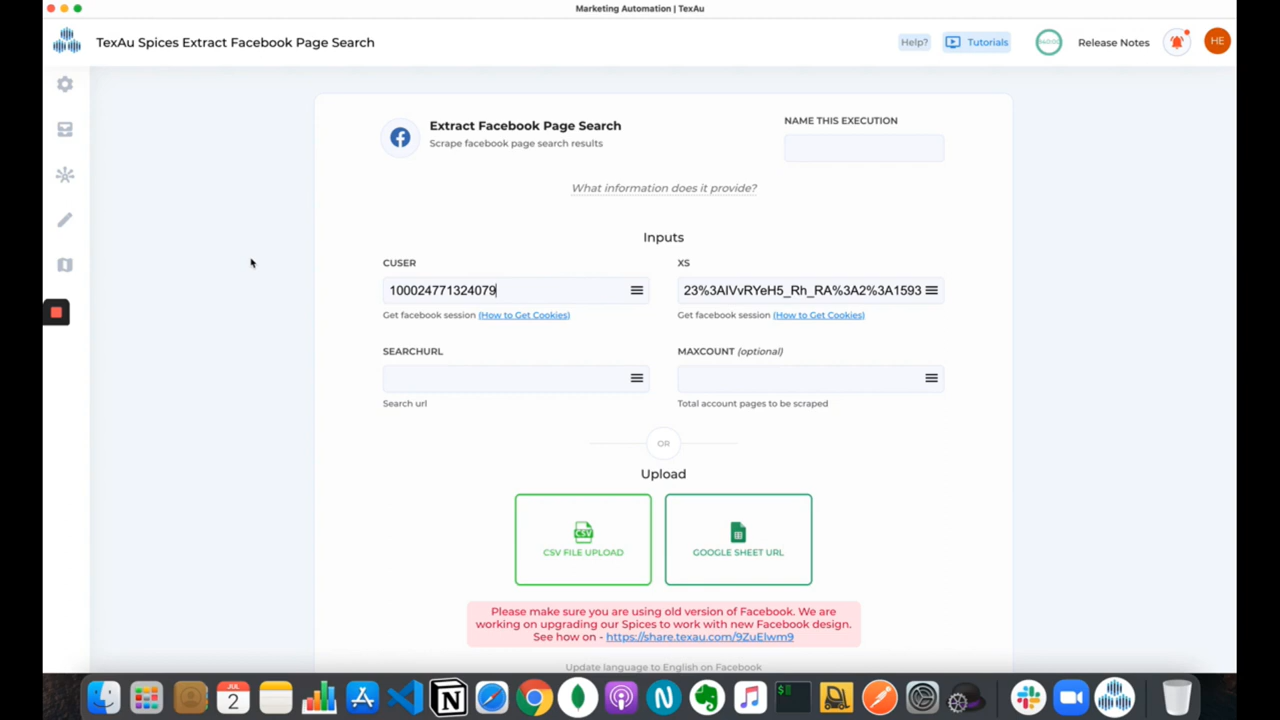 Marketing Automation | TexAu
TexAu Spices Extract Facebook Page Search
Help?
Tutorials
Release Notes
HE
Extract Facebook Page Search
Scrape facebook page search results
NAME THIS EXECUTION
What information does it provide?
Inputs
CUSER
XS
100024771324079
23%3AIVvRYeH5_Rh_RA%3A2%3A1593
Get facebook session (How to Get Cookies)
Get facebook session (How to Get Cookies)
SEARCHURL
MAXCOUNT (optional)
Search url
Total account pages to be scraped
OR
Upload
CSV
CSV FILE UPLOAD
GOOGLE SHEET URL
Please make sure you are using old version of Facebook. We are
working on upgrading our Spices to work with new Facebook design.
See how on - https://share.texau.com/9ZuElwm9
Update language to English on Facebook
JUL
2